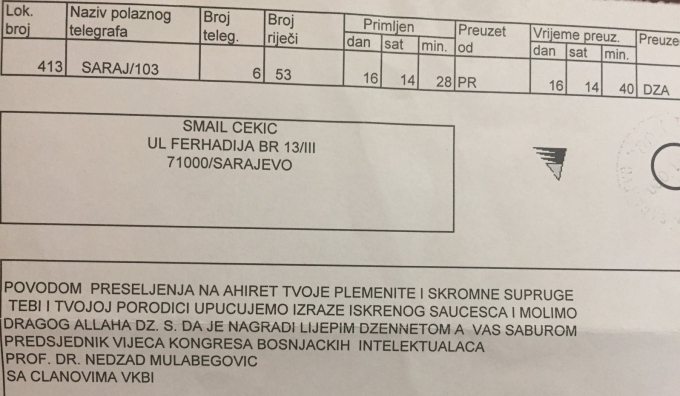 Lok. broj Naziv polaznog telegrafa Broj teleg. Broj riječi Primljen dan sat min. Preuzet od Vrijeme preuz. dan sat min. Preuze
413 SARAJ/103 6 53 16 14 28 PR 16 14 40 DZA
SMAIL CEKIC
UL FERHADIJA BR 13/III
71000/SARAJEVO
POVODOM PRESELJENJA NA AHIRET TVOJE PLEMENITE I SKROMNE SUPRUGE
TEBI I TVOJOJ PORODICI UPUCUJEMO IZRAZE ISKRENOG SAUCESCA I MOLIMO
DRAGOG ALLAHA DZ. S. DA JE NAGRADI LIJEPIM DZENNETOM A VAS SABUROM
PREDSJEDNIK VIJECA KONGRESA BOSNJACKIH INTELEKTUALACA
PROF. DR. NEDZAD MULABEGOVIC
SA CLANOVIMA VKBI